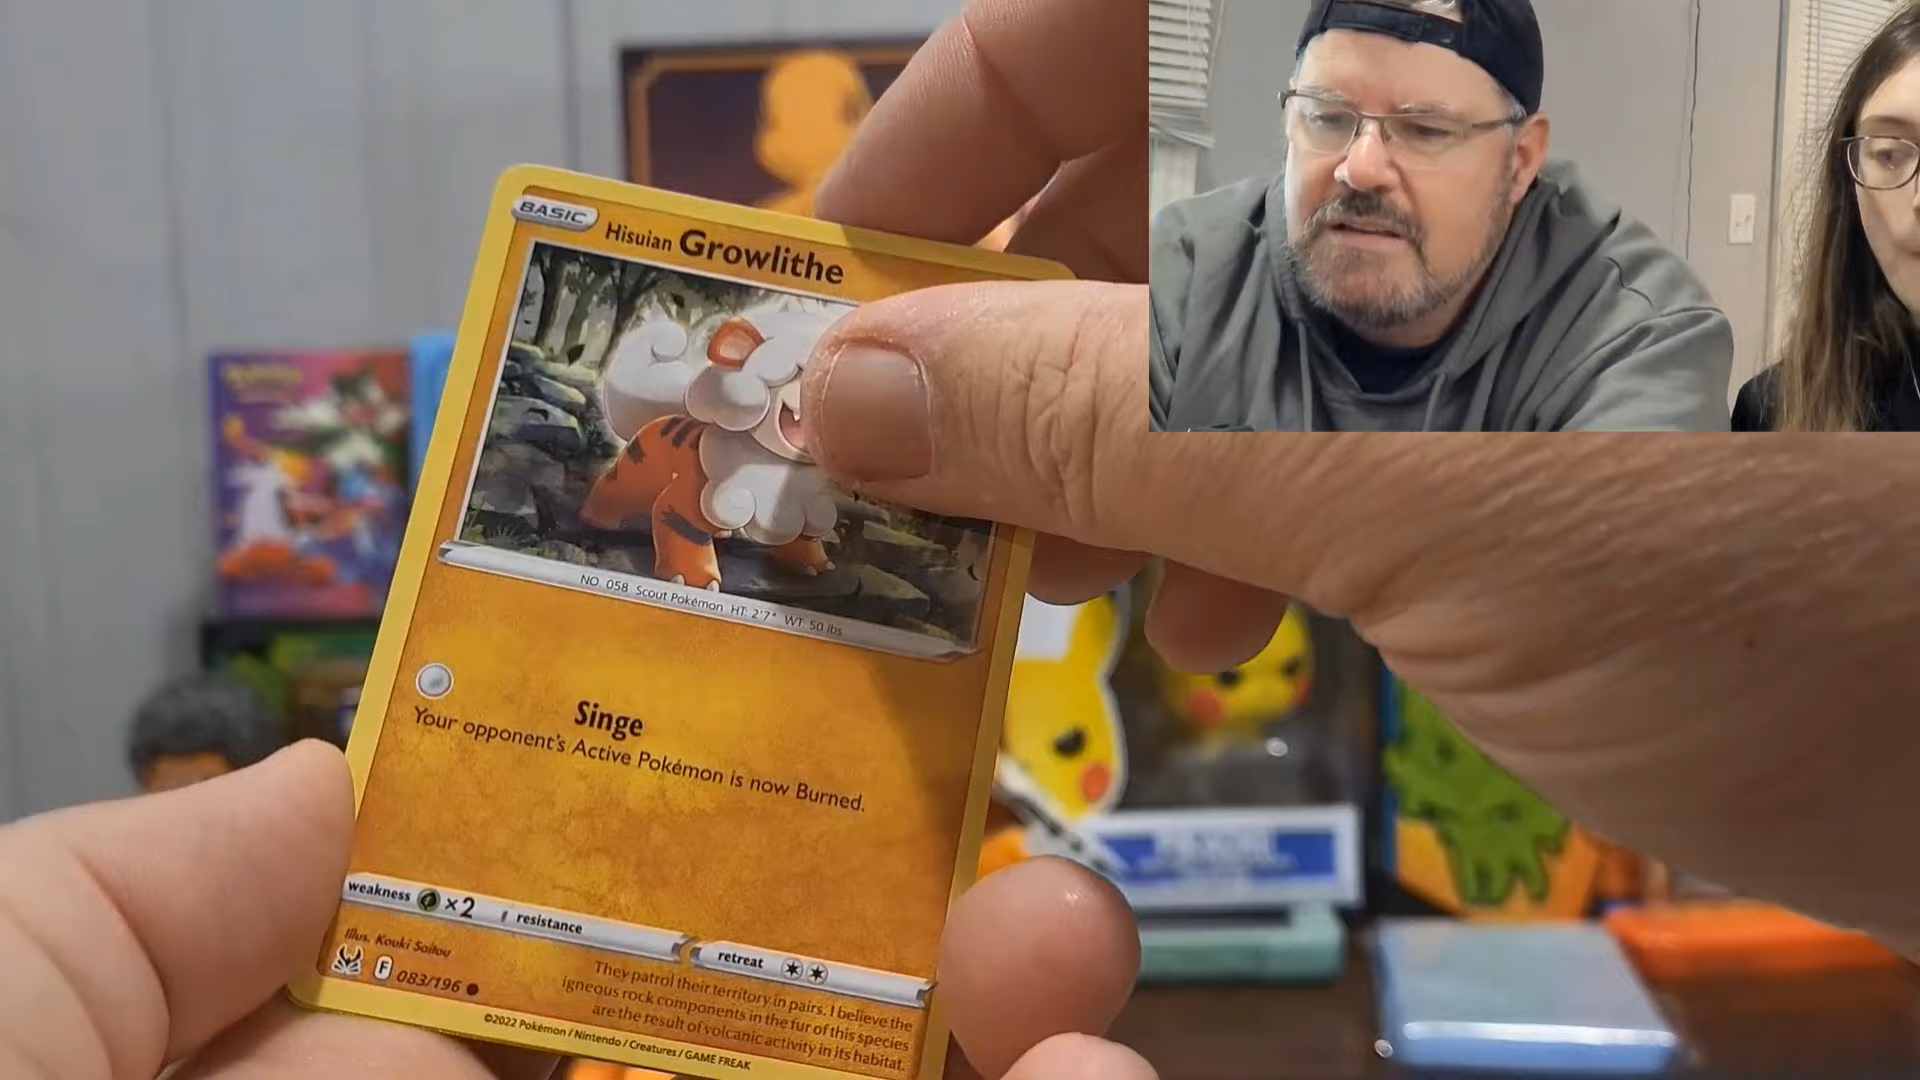 BASIC
Hisuian Growlithe
NO. 058 Scout Pokémon HT: 2'7" WT: 50 lbs
Singe
Your opponent's Active Pokémon is now Burned.
weakness ×2 resistance
retreat
Illus. Kouki Saitou
F 083/196
They patrol their territory in pairs. I believe the
igneous rock components in the fur of this species
are the result of volcanic activity in its habitat.
©2022 Pokémon / Nintendo / Creatures / GAME FREAK